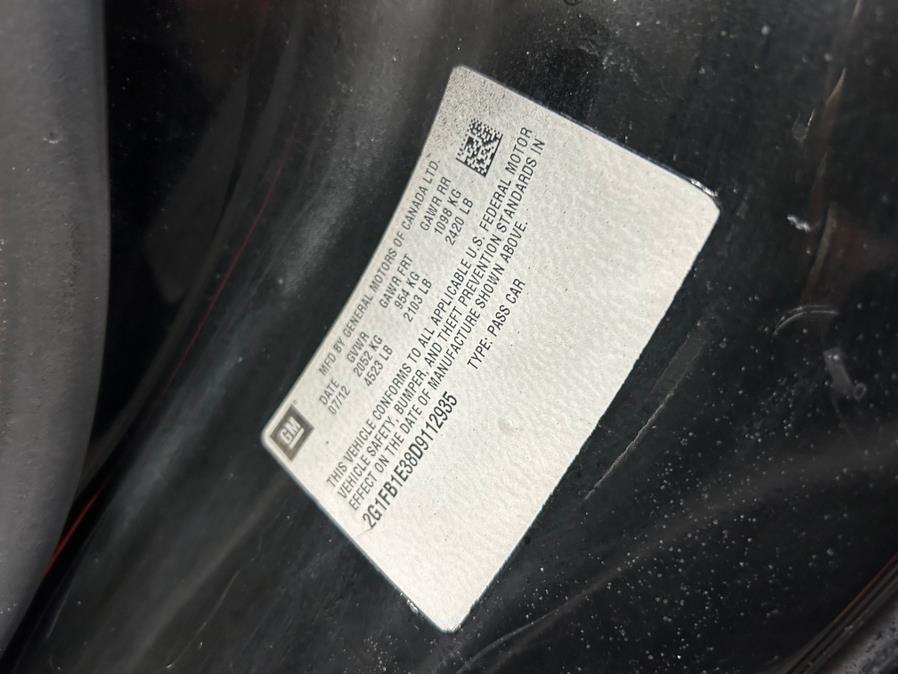 GM
MFD BY GENERAL MOTORS OF CANADA LTD.
DATE GVWR GAWR FRT GAWR RR
07/12 2052 KG 954 KG 1098 KG
4523 LB 2103 LB 2420 LB
THIS VEHICLE CONFORMS TO ALL APPLICABLE U.S. FEDERAL MOTOR
VEHICLE SAFETY, BUMPER, AND THEFT PREVENTION STANDARDS IN
EFFECT ON THE DATE OF MANUFACTURE SHOWN ABOVE.
2G1FB1E38D9112935 TYPE: PASS CAR